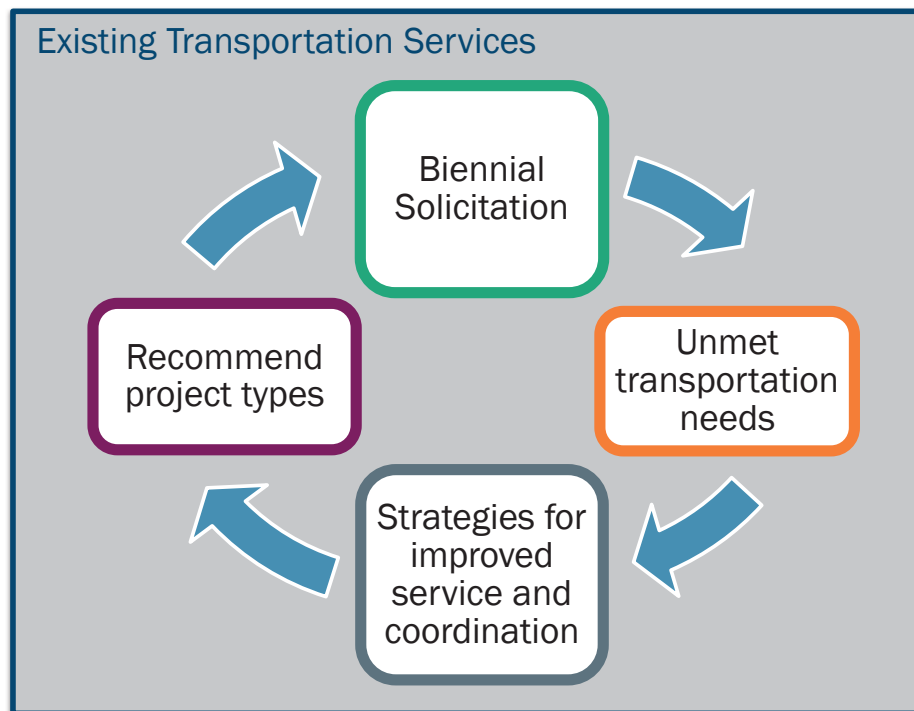 Existing Transportation Services
Biennial
Solicitation
Unmet
transportation
needs
Strategies for
improved
service and
coordination
Recommend
project types